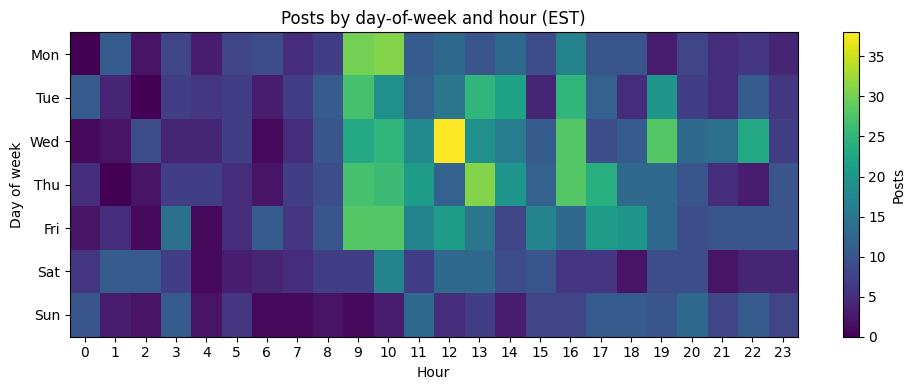 Posts by day-of-week and hour (EST)
Day of week
Mon
Tue
Wed
Thu
Fri
Sat
Sun
0 1 2 3 4 5 6 7 8 9 10 11 12 13 14 15 16 17 18 19 20 21 22 23
Hour
35
30
25
20
15
10
5
0
Posts